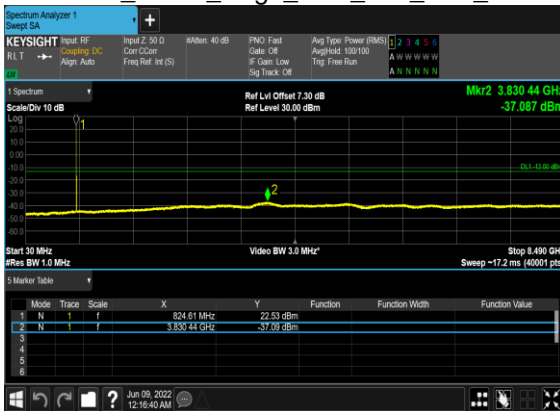 Spectrum Analyzer 1
Swept SA
+
KEYSIGHT Input: RF Input Z: 50 Ω #Atten: 40 dB PNO: Fast Avg Type: Power (RMS) 1 2 3 4 5 6
RLT Coupling: DC Corr CCorr Gate: Off Avg|Hold: 100/100 A W W W W W
Align: Auto Freq Ref: Int (S) IF Gain: Low Trig: Free Run
Sig Track: Off A N N N N N
1 Spectrum Ref Lvl Offset 7.30 dB Mkr2 3.830 44 GHz
Scale/Div 10 dB Ref Level 30.00 dBm -37.087 dBm
Log
20.0
10.0
0.00
-10.0
-20.0
-30.0
-40.0
-50.0
-60.0
1
DL1 -13.00 dBm
2
Start 30 MHz Video BW 3.0 MHz* Stop 8.490 GHz
#Res BW 1.0 MHz Sweep ~17.2 ms (40001 pts)
5 Marker Table
Mode Trace Scale X Y Function Function Width Function Value
1 N 1 f 824.61 MHz 22.53 dBm
2 N 1 f 3.830 44 GHz -37.09 dBm
3
4
5
6
? Jun 09, 2022
12:16:40 AM